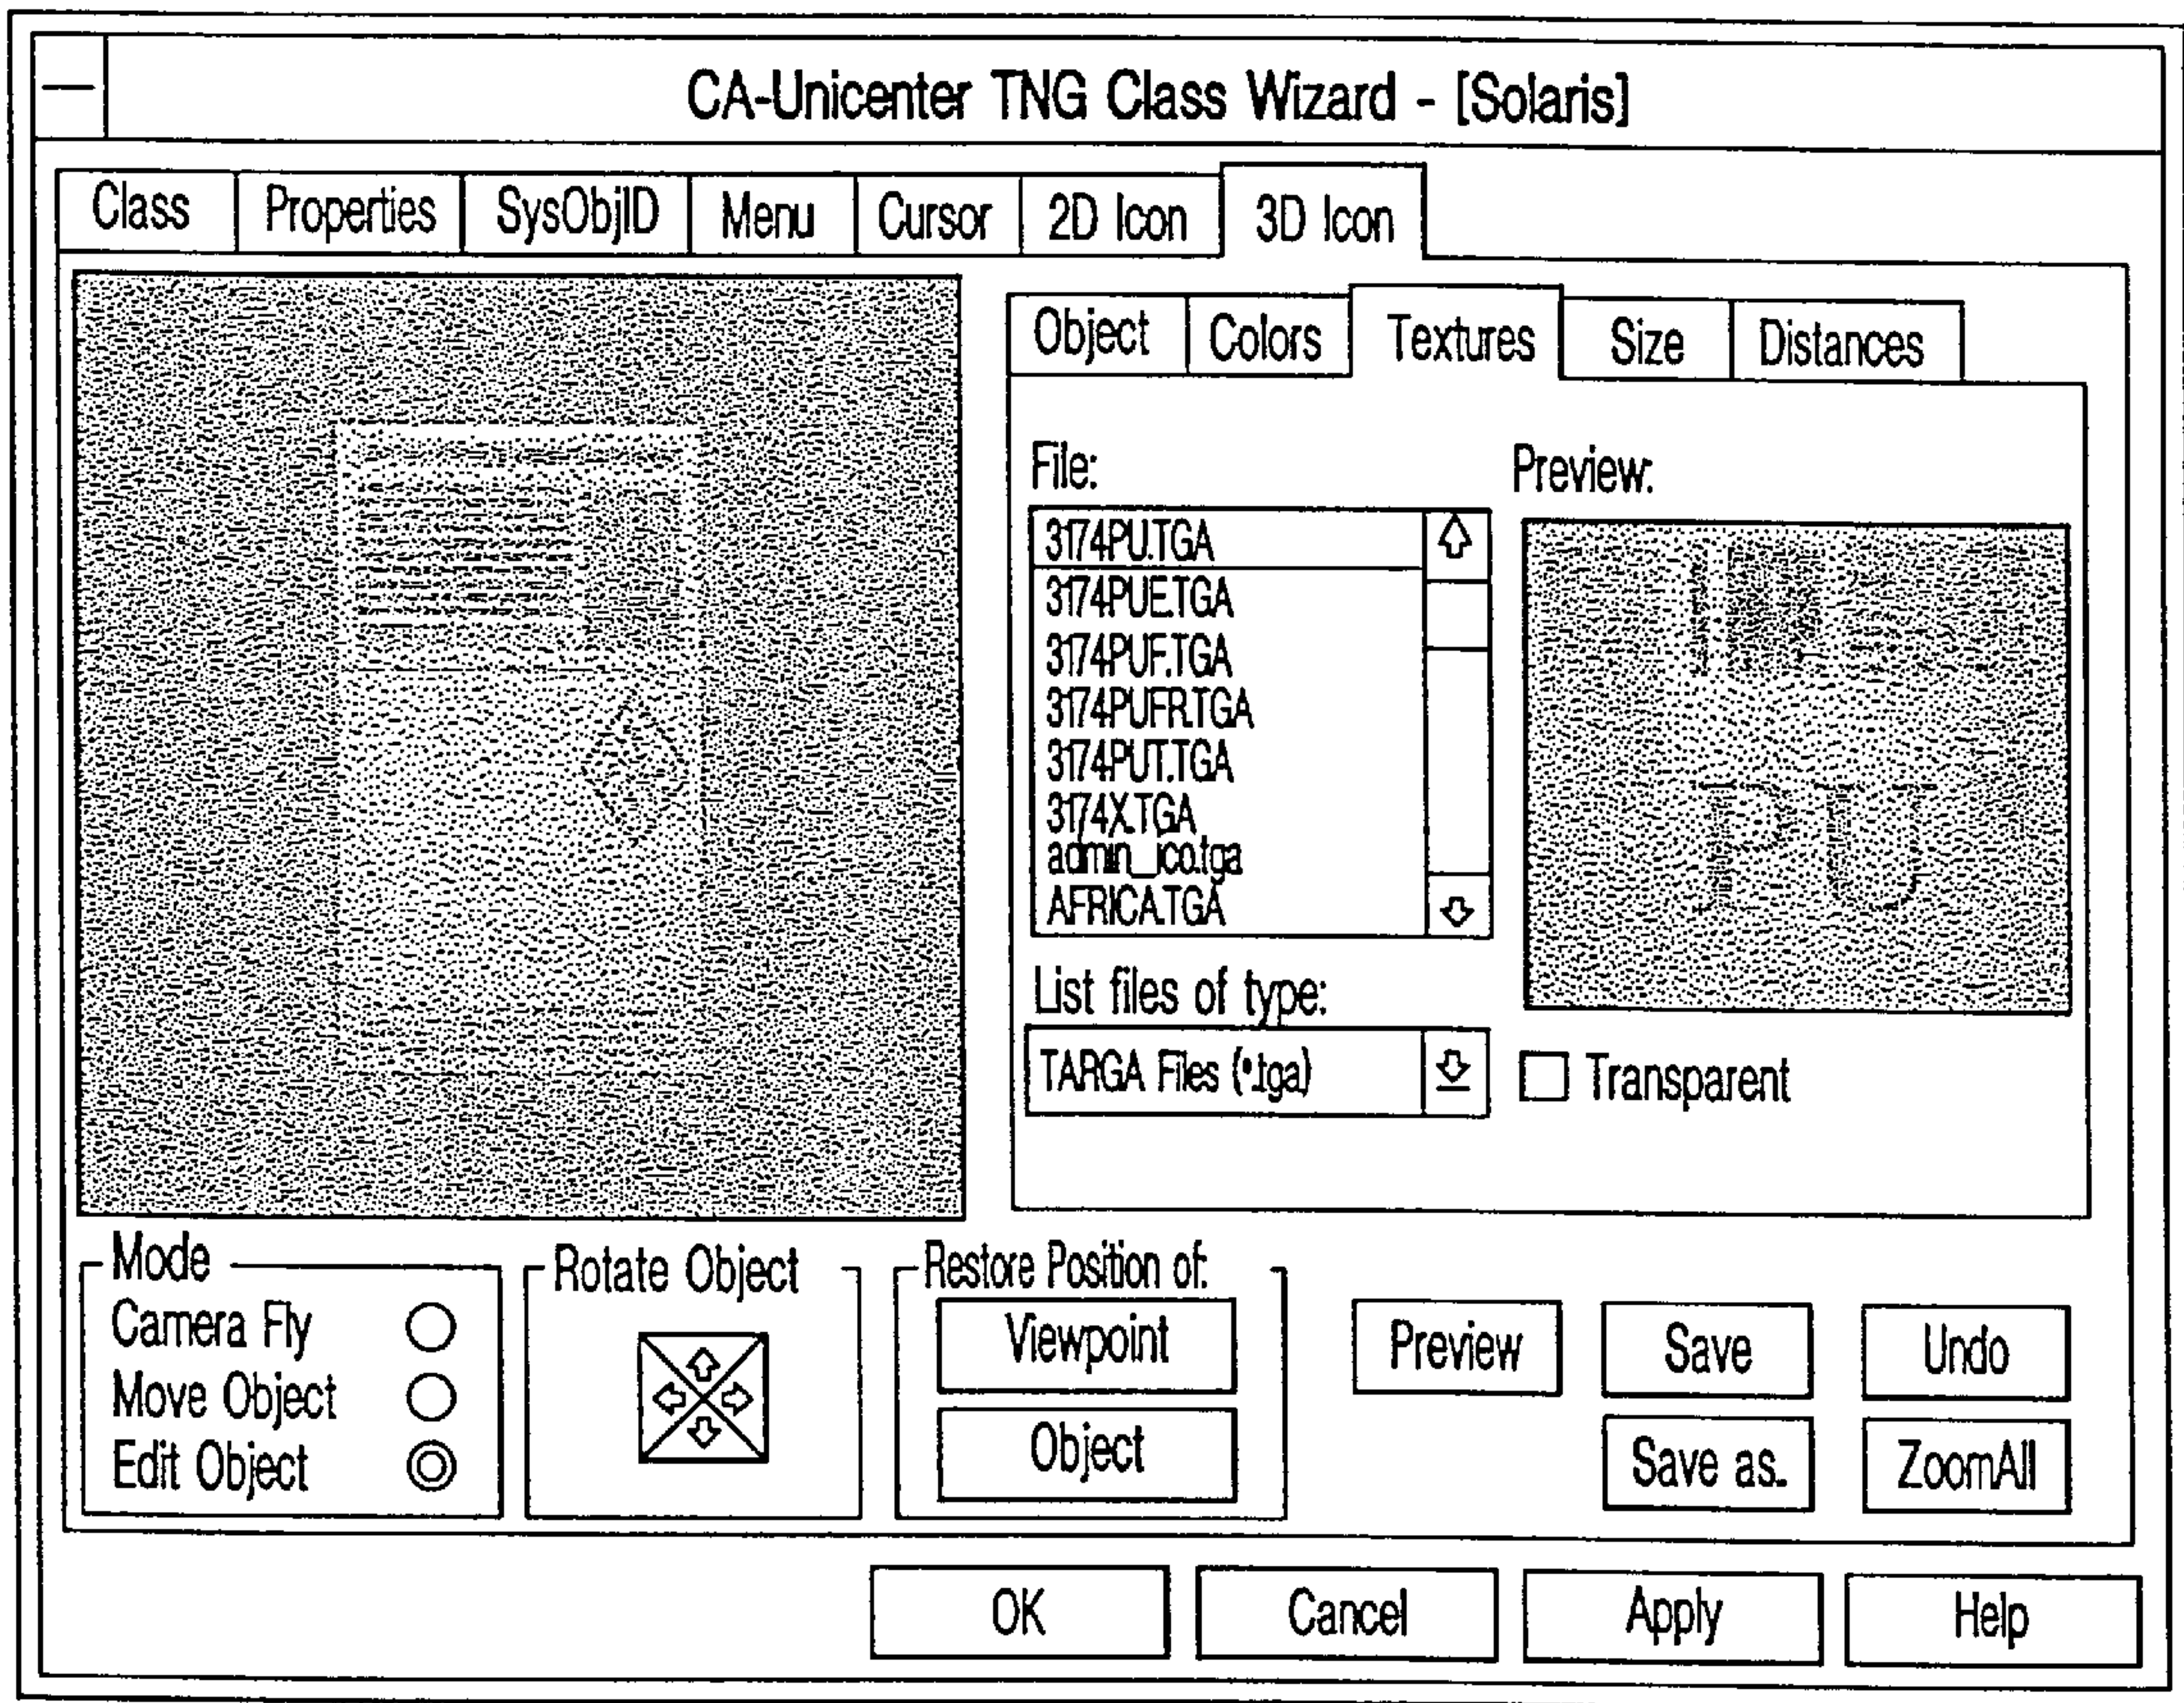 CA-Unicenter TNG Class Wizard - [Solaris]
Class Properties SysObjID Menu Cursor 2D Icon 3D Icon
Object Colors Textures Size Distances
File:
3174PU.TGA
3174PUE.TGA
3174PUF.TGA
3174PUFR.TGA
3174PUT.TGA
3174X.TGA
admin_ico.tga
AFRICA.TGA
List files of type:
TARGA Files (*.tga)
Preview:
PU
Transparent
Mode
Camera Fly
Move Object
Edit Object
Rotate Object
Restore Position of:
Viewpoint
Object
Preview Save Undo
Save as.. ZoomAll
OK Cancel Apply Help